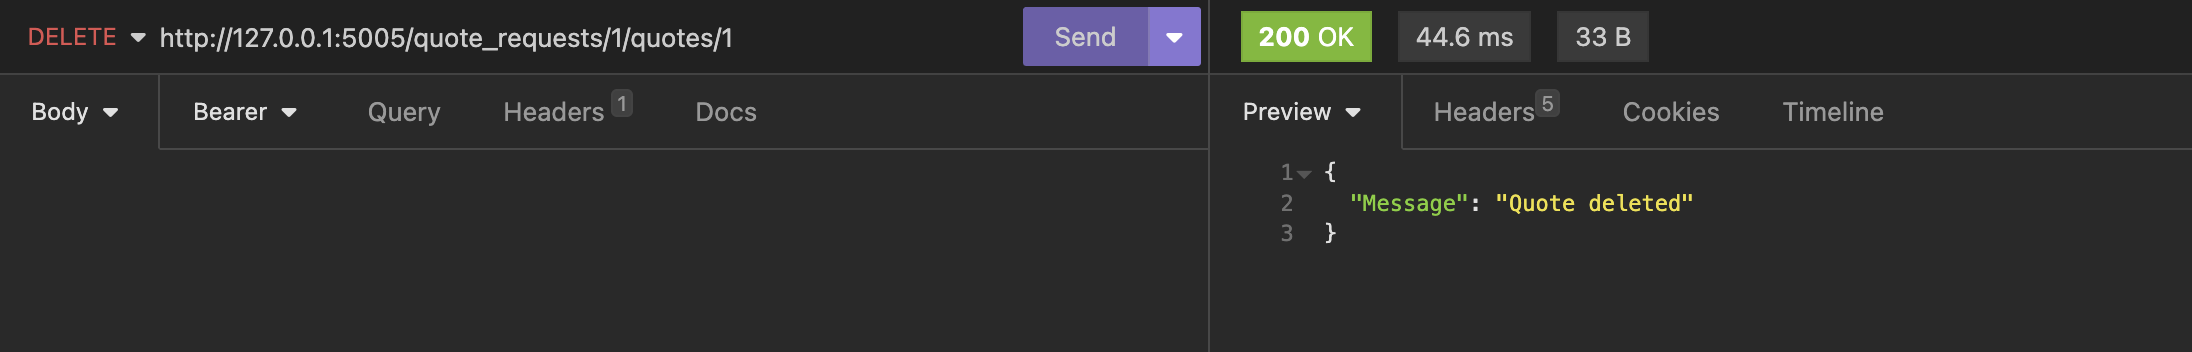 DELETE http://127.0.0.1:5005/quote_requests/1/quotes/1 Send 200 OK 44.6 ms 33 B
Body Bearer Query Headers 1 Docs Preview Headers 5 Cookies Timeline
1 {
2 "Message": "Quote deleted"
3 }